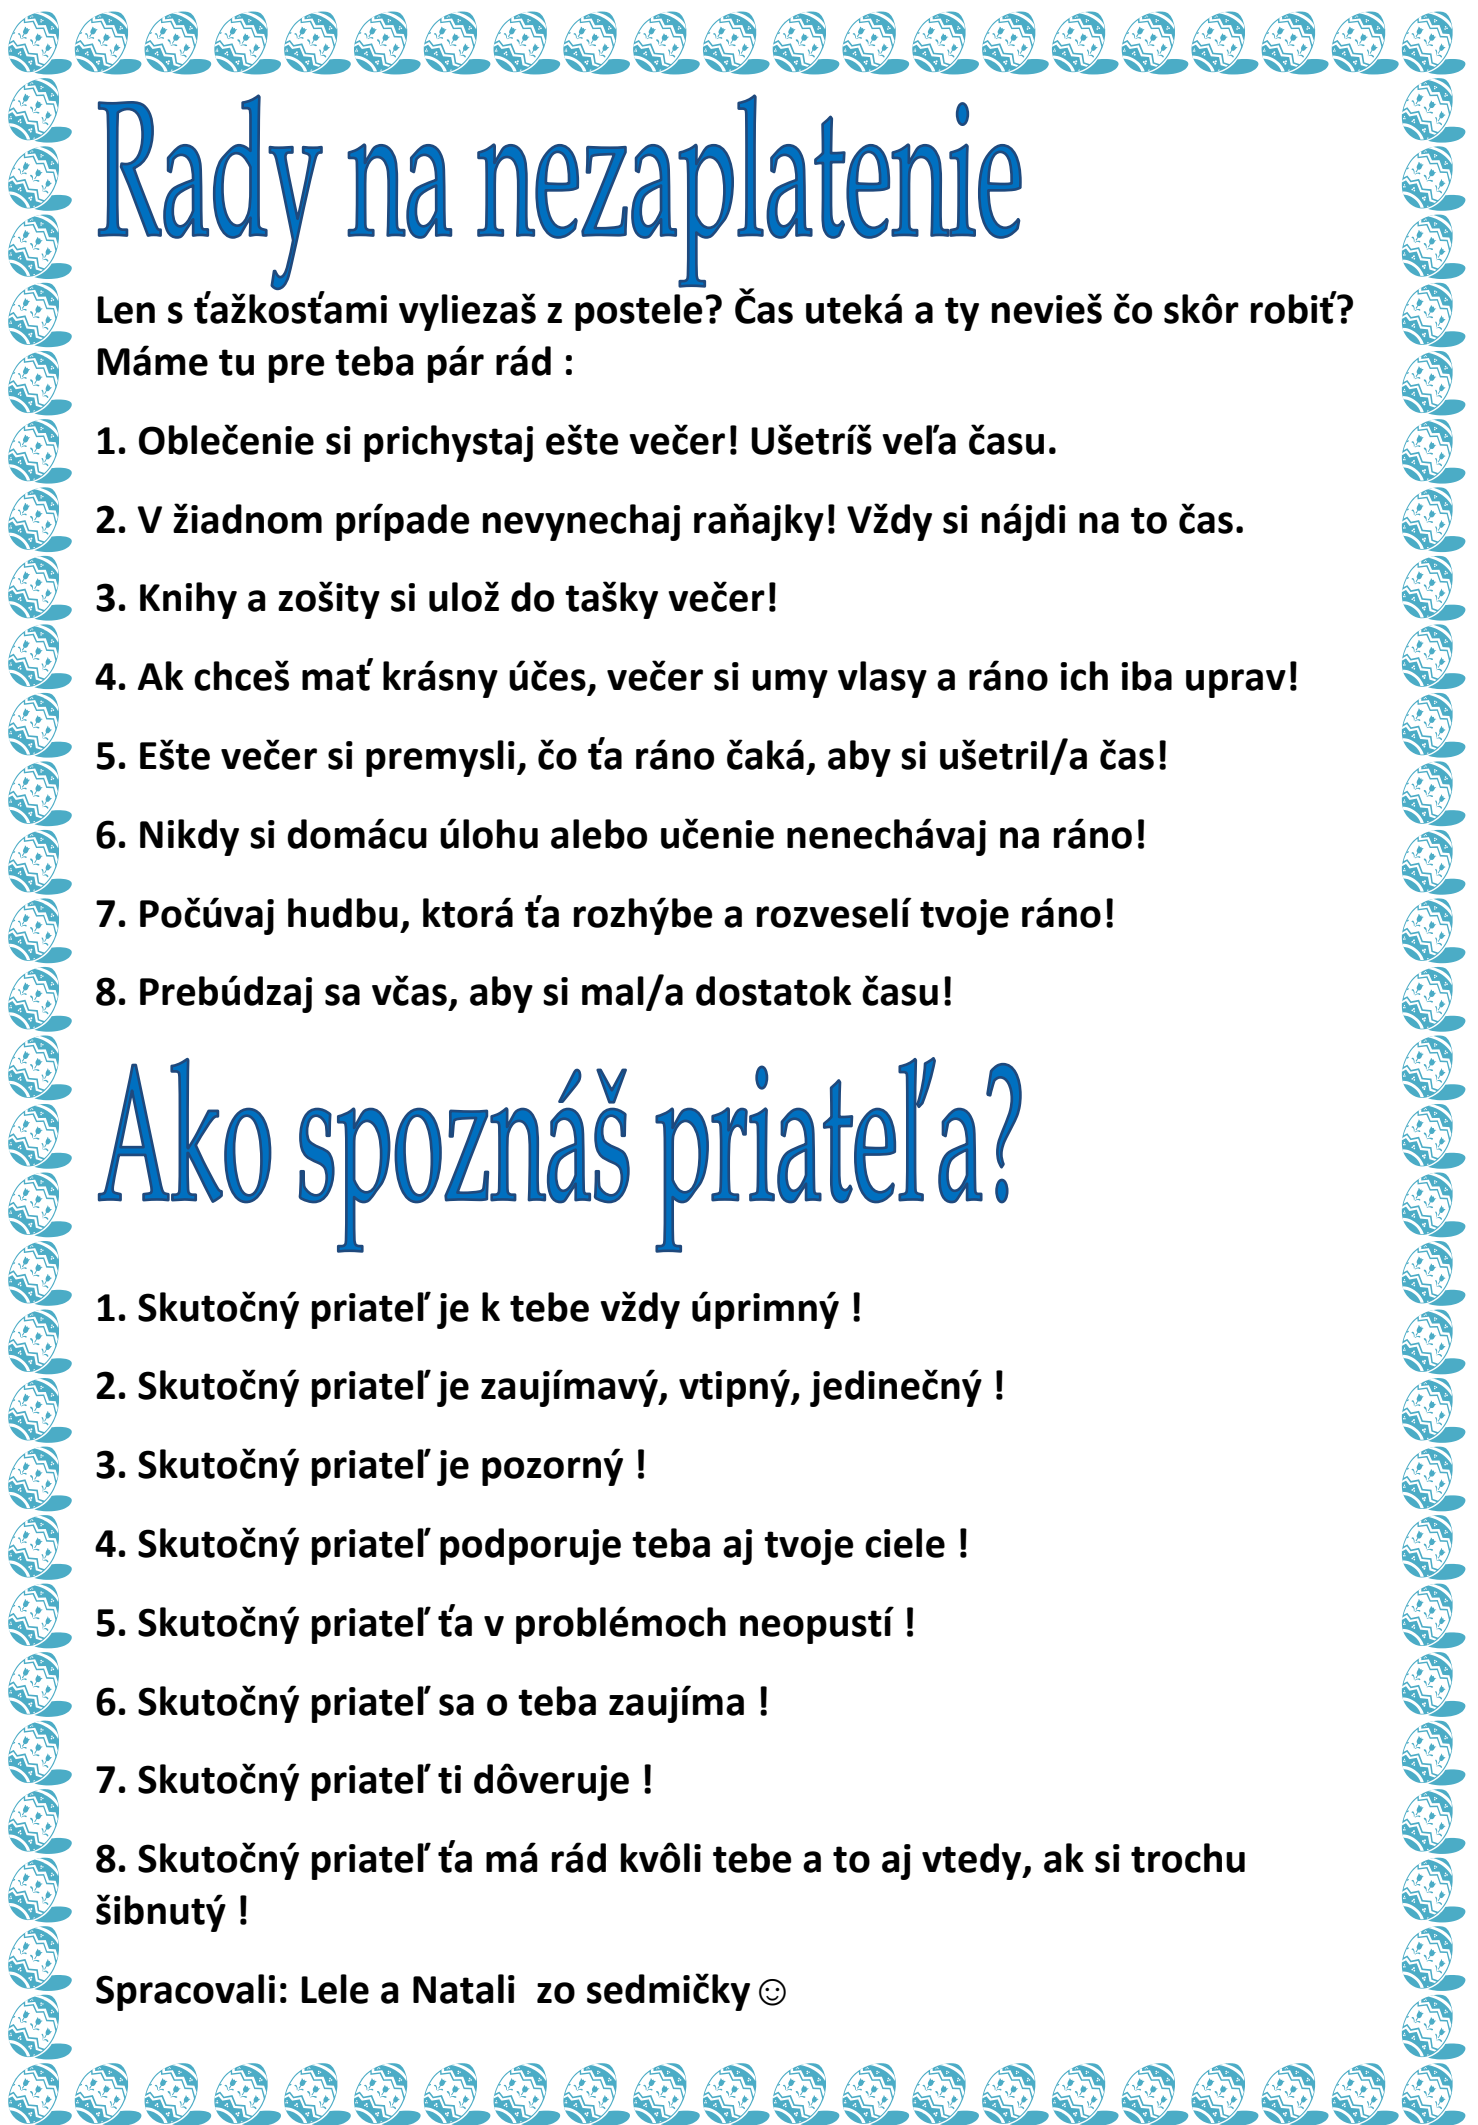 Rady na nezaplatenie
Len s ťažkosťami vyliezaš z postele? Čas uteká a ty nevieš čo skôr robiť?
Máme tu pre teba pár rád :
1. Oblečenie si prichystaj ešte večer! Ušetríš veľa času.
2. V žiadnom prípade nevynechaj raňajky! Vždy si nájdi na to čas.
3. Knihy a zošity si ulož do tašky večer!
4. Ak chceš mať krásny účes, večer si umy vlasy a ráno ich iba uprav!
5. Ešte večer si premysli, čo ťa ráno čaká, aby si ušetril/a čas!
6. Nikdy si domácu úlohu alebo učenie nenechávaj na ráno!
7. Počúvaj hudbu, ktorá ťa rozhýbe a rozveselí tvoje ráno!
8. Prebúdzaj sa včas, aby si mal/a dostatok času!
Ako spoznáš priateľa?
1. Skutočný priateľ je k tebe vždy úprimný !
2. Skutočný priateľ je zaujímavý, vtipný, jedinečný !
3. Skutočný priateľ je pozorný !
4. Skutočný priateľ podporuje teba aj tvoje ciele !
5. Skutočný priateľ ťa v problémoch neopustí !
6. Skutočný priateľ sa o teba zaujíma !
7. Skutočný priateľ ti dôveruje !
8. Skutočný priateľ ťa má rád kvôli tebe a to aj vtedy, ak si trochu
šibnutý !
Spracovali: Lele a Natali  zo sedmičky☺